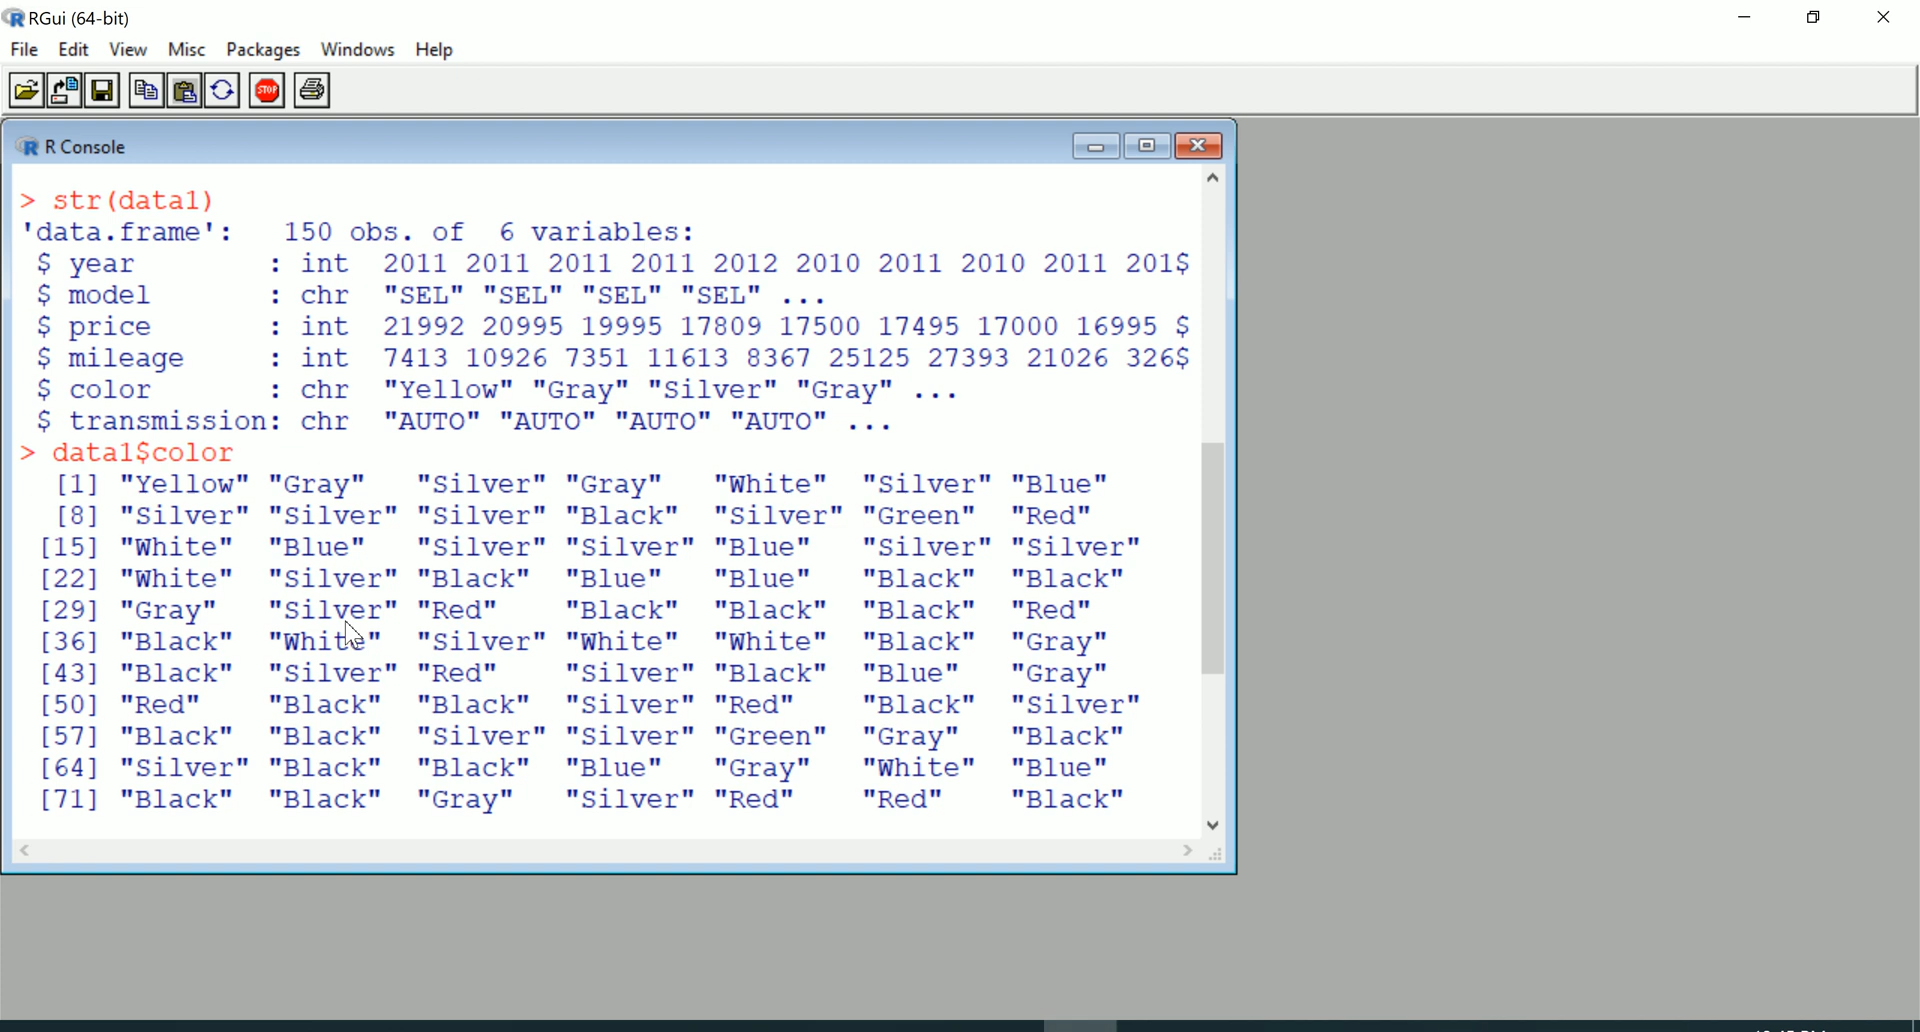 RGui (64-bit)
File Edit View Misc Packages Windows Help
STOP
R Console
> str(data1)
'data.frame':   150 obs. of  6 variables:
 $ year        : int  2011 2011 2011 2011 2012 2010 2011 2010 2011 201$
 $ model       : chr  "SEL" "SEL" "SEL" "SEL" ...
 $ price       : int  21992 20995 19995 17809 17500 17495 17000 16995 $
 $ mileage     : int  7413 10926 7351 11613 8367 25125 27393 21026 326$
 $ color       : chr  "Yellow" "Gray" "Silver" "Gray" ...
 $ transmission: chr  "AUTO" "AUTO" "AUTO" "AUTO" ...
> data1$color
  [1] "Yellow" "Gray"   "Silver" "Gray"   "White"  "Silver" "Blue"
  [8] "Silver" "Silver" "Silver" "Black"  "Silver" "Green"  "Red"
 [15] "White"  "Blue"   "Silver" "Silver" "Blue"   "Silver" "Silver"
 [22] "White"  "Silver" "Black"  "Blue"   "Blue"   "Black"  "Black"
 [29] "Gray"   "Silver" "Red"    "Black"  "Black"  "Black"  "Red"
 [36] "Black"  "White"  "Silver" "White"  "White"  "Black"  "Gray"
 [43] "Black"  "Silver" "Red"    "Silver" "Black"  "Blue"   "Gray"
 [50] "Red"    "Black"  "Black"  "Silver" "Red"    "Black"  "Silver"
 [57] "Black"  "Black"  "Silver" "Silver" "Green"  "Gray"   "Black"
 [64] "Silver" "Black"  "Black"  "Blue"   "Gray"   "White"  "Blue"
 [71] "Black"  "Black"  "Gray"   "Silver" "Red"    "Red"    "Black"